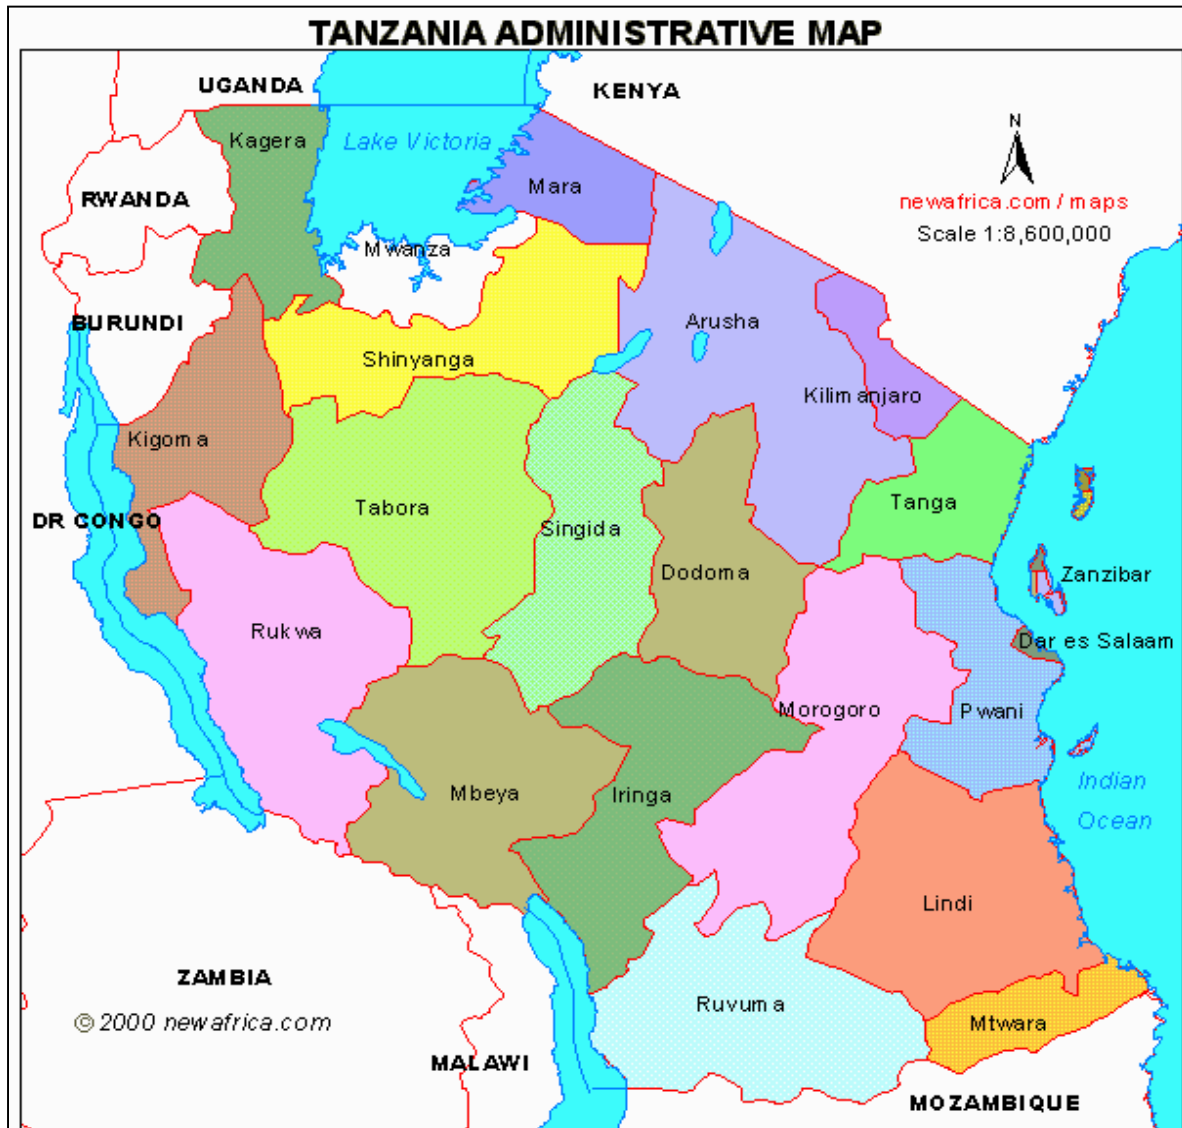 TANZANIA ADMINISTRATIVE MAP
UGANDA
KENYA
N
Kagera
Lake Victoria
Mara
RWANDA
newafrica.com / maps
Scale 1:8,600,000
Mwanza
BURUNDI
Arusha
Shinyanga
Kilimanjaro
Kigoma
Tabora
Tanga
DR CONGO
Singida
Dodoma
Zanzibar
Rukwa
Dar es Salaam
Morogoro
Pwani
Indian
Ocean
Mbeya
Iringa
Lindi
ZAMBIA
Ruvuma
© 2000 newafrica.com
Mtwara
MALAWI
MOZAMBIQUE